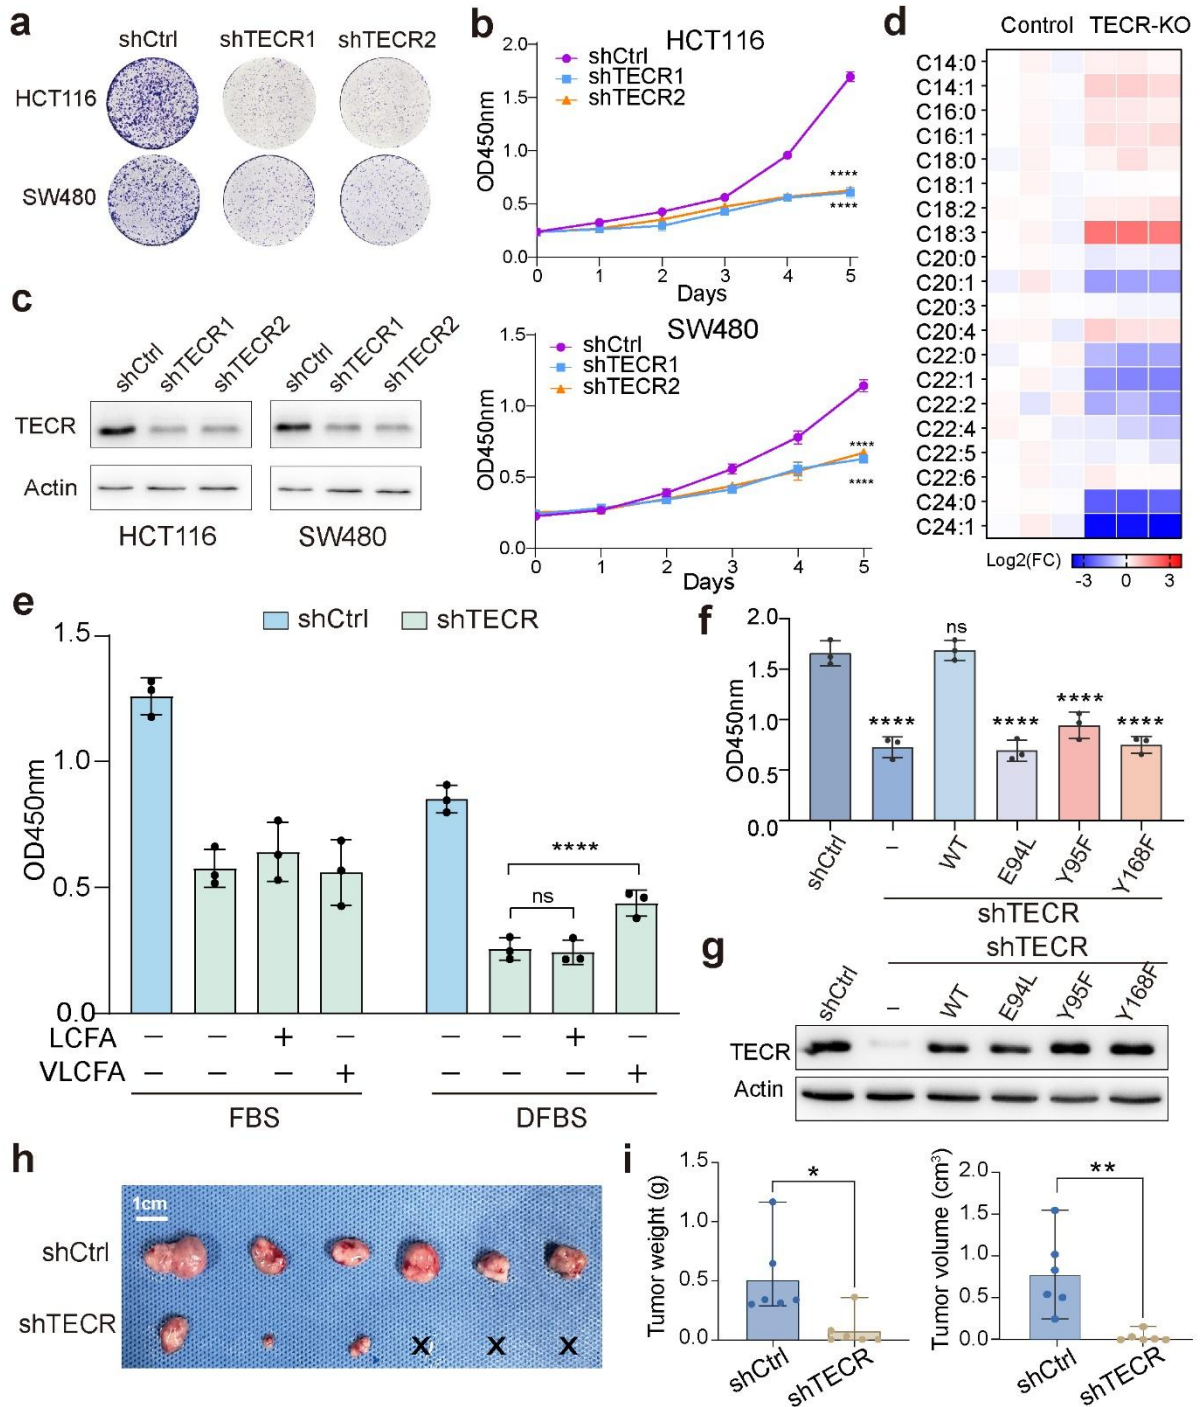 a
shCtrl shTECR1 shTECR2
HCT116
SW480
b
HCT116
shCtrl
shTECR1
shTECR2
2.0
1.5
1.0
0.5
0.0
OD450nm
****
****
0 1 2 3 4 5
Days
SW480
shCtrl
shTECR1
shTECR2
1.5
1.0
0.5
0.0
OD450nm
****
****
0 1 2 3 4 5
Days
c
shCtrl shTECR1 shTECR2 shCtrl shTECR1 shTECR2
TECR
Actin
HCT116 SW480
d
Control TECR-KO
C14:0
C14:1
C16:0
C16:1
C18:0
C18:1
C18:2
C18:3
C20:0
C20:1
C20:3
C20:4
C22:0
C22:1
C22:2
C22:4
C22:5
C22:6
C24:0
C24:1
Log2(FC)
-3 0 3
e
shCtrl shTECR
1.5
1.0
0.5
0.0
OD450nm
****
ns
LCFA − − + − − − + −
VLCFA − − − + − − − +
FBS DFBS
f
2.0
1.5
1.0
0.5
0.0
OD450nm
**** ns **** **** ****
shCtrl − WT E94L Y95F Y168F
shTECR
g
shTECR
shCtrl − WT E94L Y95F Y168F
TECR
Actin
h
1cm
shCtrl
shTECR
X X X
i
1.5
1.0
0.5
0.0
Tumor weight (g)
*
shCtrl shTECR
2.0
1.5
1.0
0.5
0.0
Tumor volume (cm³)
**
shCtrl shTECR